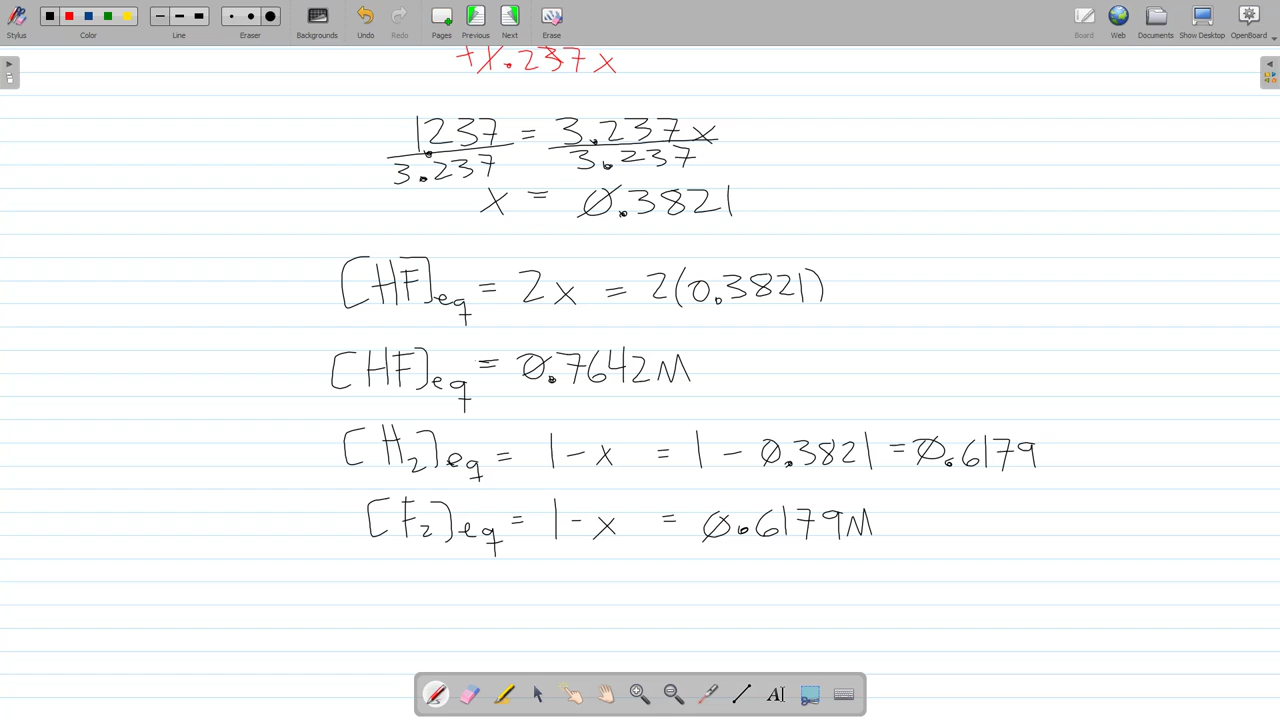 Stylus Color Line Eraser Backgrounds Undo Redo Pages Previous Next Erase Board Web Documents Show Desktop OpenBoard
+1.237x
1.237 = 3.237x
3.237 3.237
x = 0.3821
[HF]eq = 2x = 2(0.3821)
[HF]eq = 0.7642M
[H2]eq = 1-x = 1 - 0.3821 = 0.6179
[F2]eq = 1-x = 0.6179M